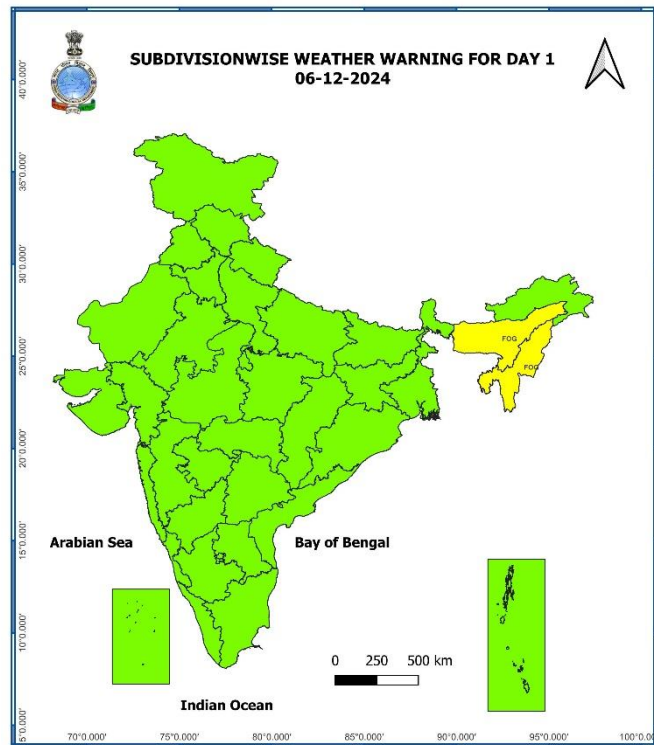 SUBDIVISIONWISE WEATHER WARNING FOR DAY 1
06-12-2024
40°0.000'
35°0.000'
30°0.000'
25°0.000'
20°0.000'
15°0.000'
10°0.000'
5°0.000'
FOG
FOG
Arabian Sea
Bay of Bengal
0 250 500 km
Indian Ocean
70°0.000' 75°0.000' 80°0.000' 85°0.000' 90°0.000' 95°0.000'